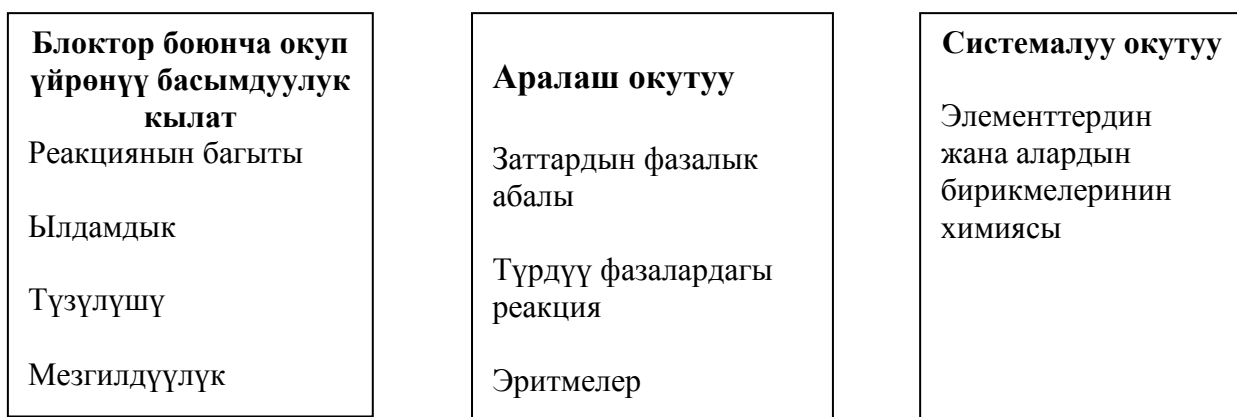 Блоктор боюнча окуп
үйрөнүү басымдуулук
кылат
Реакциянын багыты
Ылдамдык
Түзүлүшү
Мезгилдүүлүк
Аралаш окутуу
Заттардын фазалык
абалы
Түрдүү фазалардагы
реакция
Эритмелер
Системалуу окутуу
Элементтердин
жана алардын
бирикмелеринин
химиясы